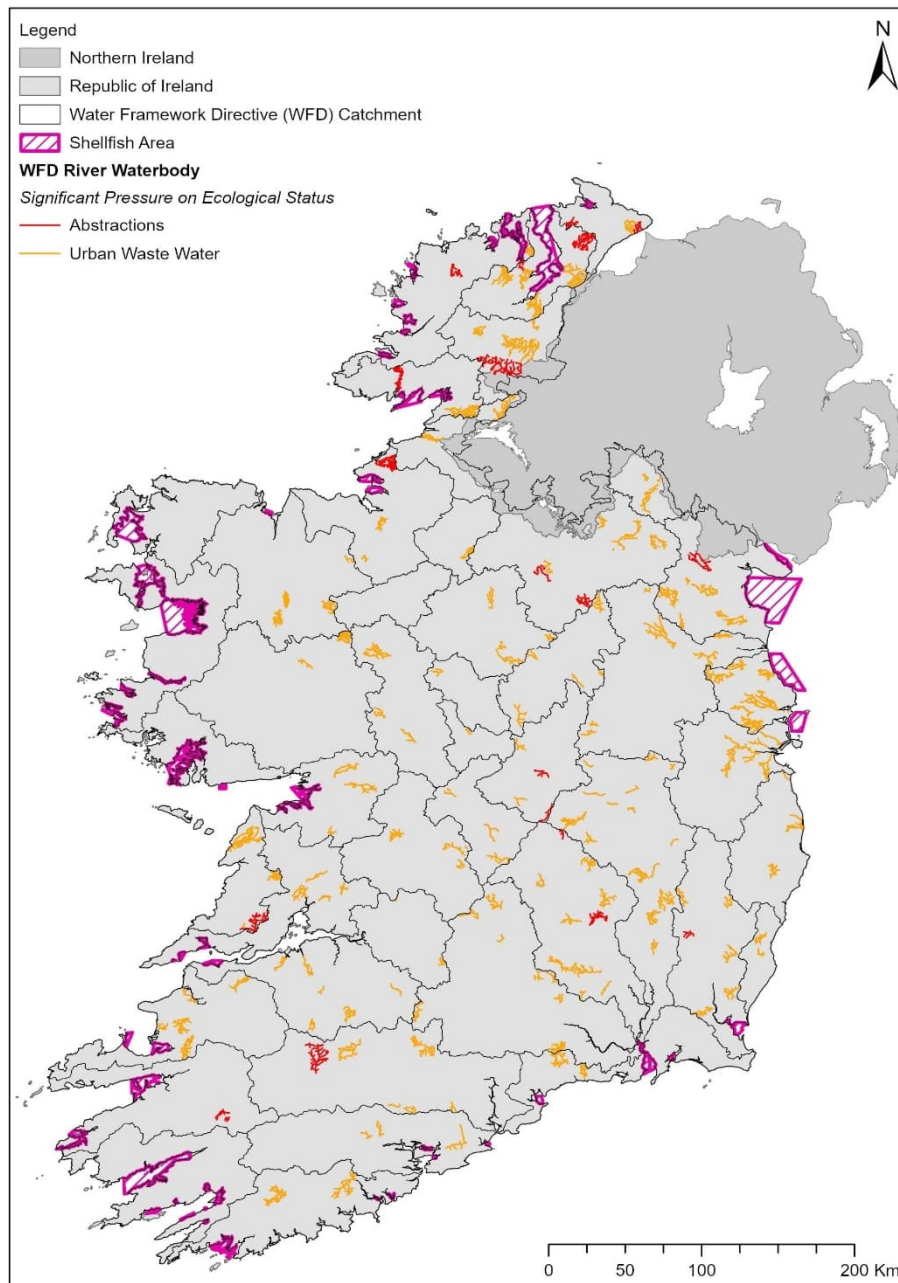 Legend
Northern Ireland
Republic of Ireland
Water Framework Directive (WFD) Catchment
Shellfish Area
WFD River Waterbody
Significant Pressure on Ecological Status
Abstractions
Urban Waste Water
N
0 50 100 200 Km